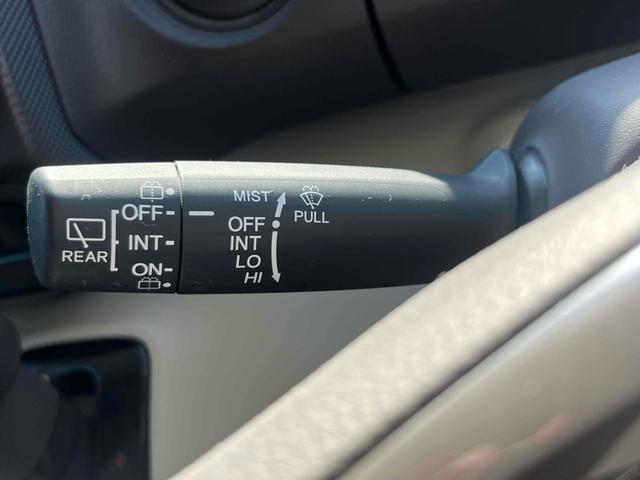 REAR
OFF
INT
ON
MIST
PULL
OFF
INT
LO
HI